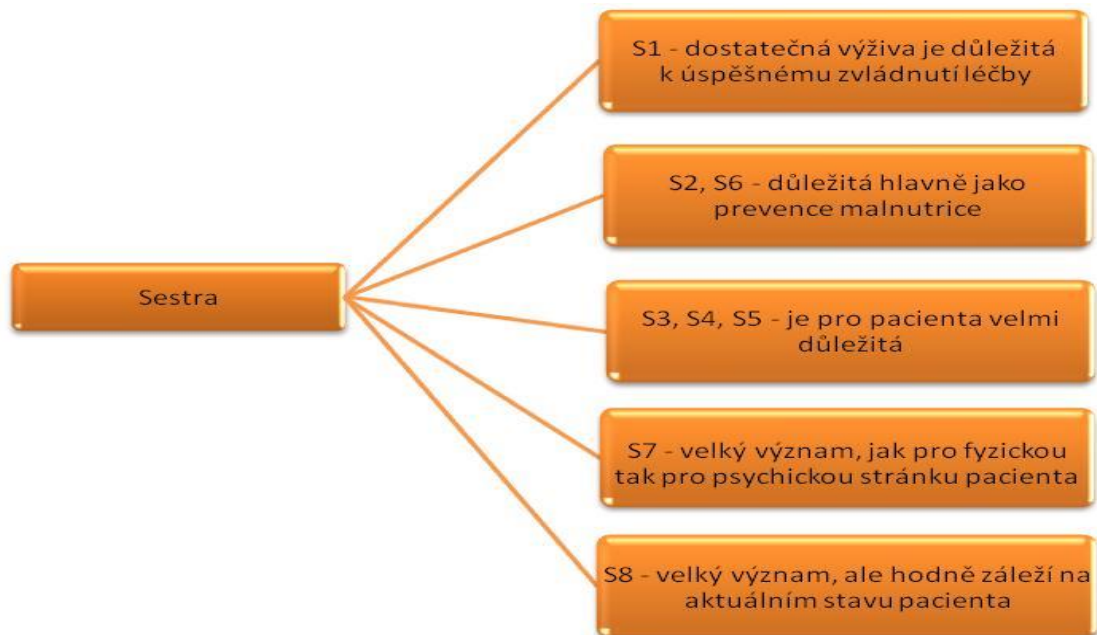 S1 - dostatečná výživa je důležitá
k úspěšnému zvládnutí léčby
S2, S6 - důležitá hlavně jako
prevence malnutrice
Sestra
S3, S4, S5 - je pro pacienta velmi
důležitá
S7 - velký význam, jak pro fyzickou
tak pro psychickou stránku pacienta
S8 - velký význam, ale hodně záleží na
aktuálním stavu pacienta